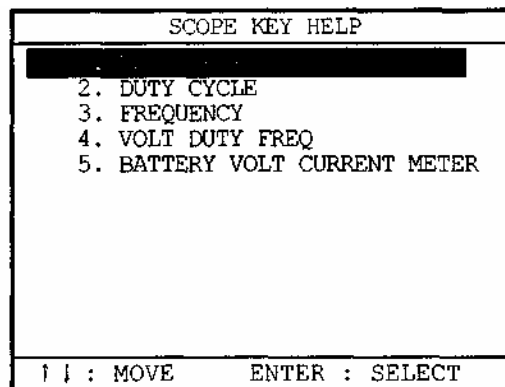 SCOPE KEY HELP
2. DUTY CYCLE
3. FREQUENCY
4. VOLT DUTY FREQ
5. BATTERY VOLT CURRENT METER
↑↓: MOVE ENTER : SELECT